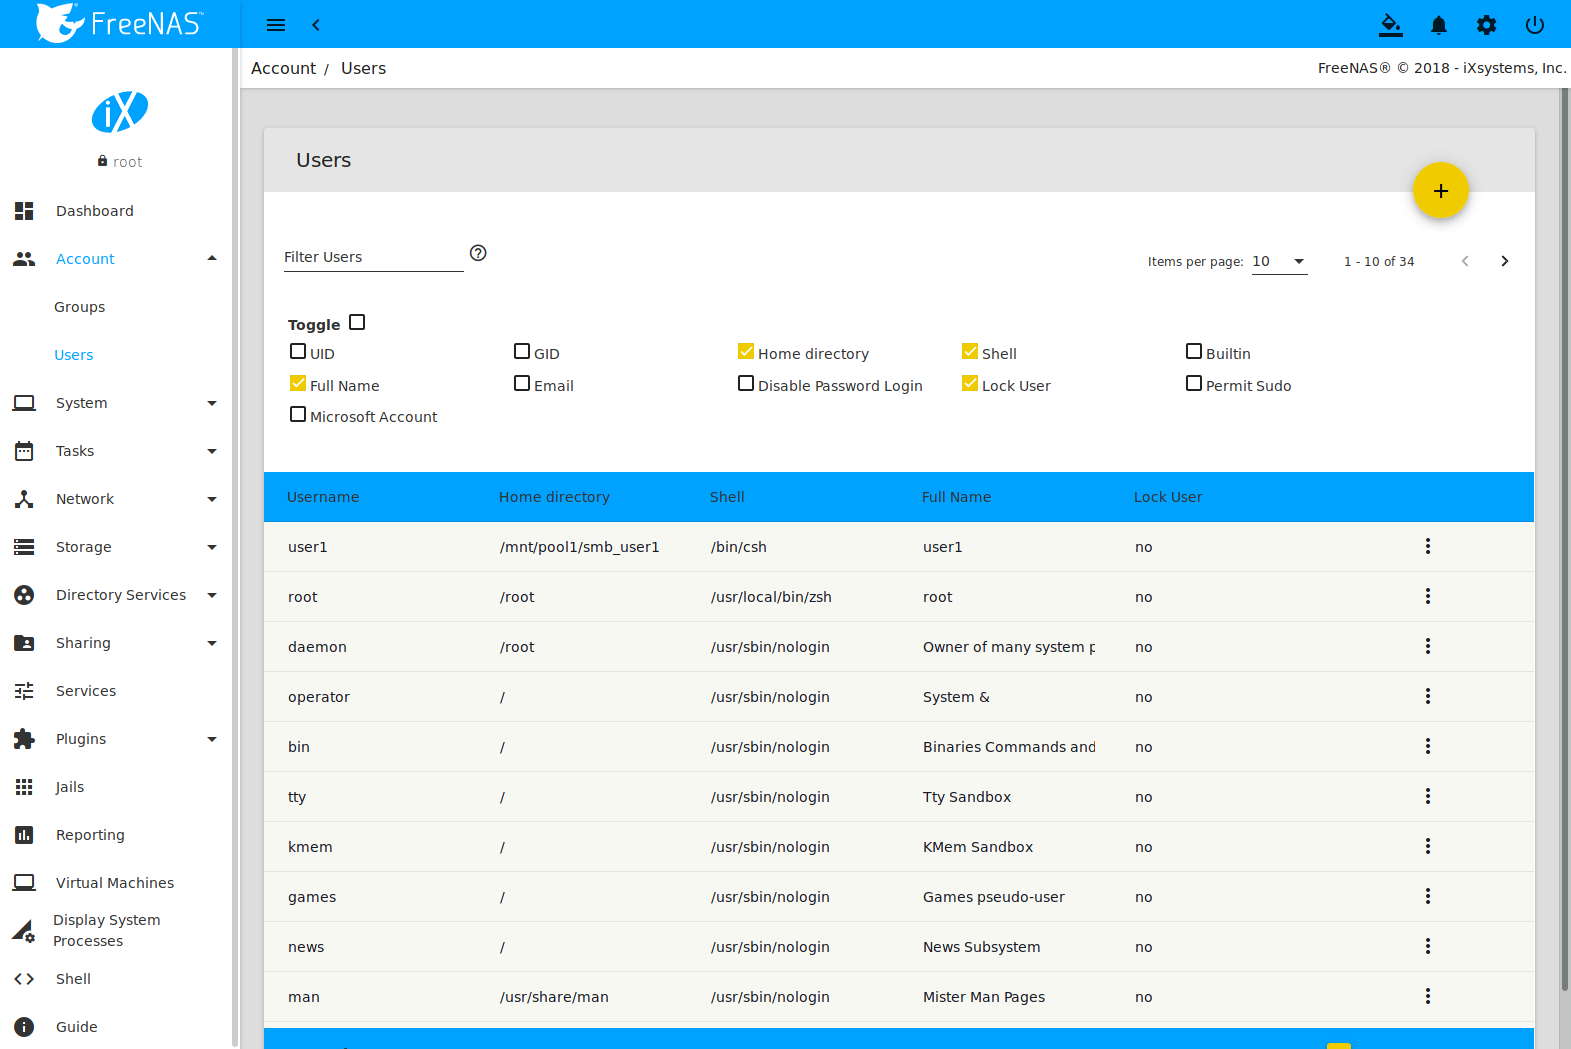 FreeNAS™
Account / Users
FreeNAS® © 2018 - iXsystems, Inc.
iX
root
Dashboard
Account
Groups
Users
System
Tasks
Network
Storage
Directory Services
Sharing
Services
Plugins
Jails
Reporting
Virtual Machines
Display System
Processes
Shell
Guide
Users
Filter Users
Items per page: 10 1 - 10 of 34
Toggle
UID GID Home directory Shell Builtin
Full Name Email Disable Password Login Lock User Permit Sudo
Microsoft Account
Username Home directory Shell Full Name Lock User
user1 /mnt/pool1/smb_user1 /bin/csh user1 no
root /root /usr/local/bin/zsh root no
daemon /root /usr/sbin/nologin Owner of many system p no
operator / /usr/sbin/nologin System & no
bin / /usr/sbin/nologin Binaries Commands and no
tty / /usr/sbin/nologin Tty Sandbox no
kmem / /usr/sbin/nologin KMem Sandbox no
games / /usr/sbin/nologin Games pseudo-user no
news / /usr/sbin/nologin News Subsystem no
man /usr/share/man /usr/sbin/nologin Mister Man Pages no